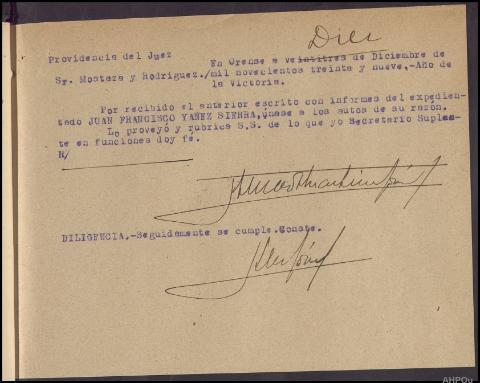 Diez
Providencia del Juez
En Orense a veintitres de Diciembre de
Sr. Mostaza y Rodriguez./mil novecientos treinta y nueve,-Año de
la Victoria.
Por recibido el anterior escrito con informes del expedien-
tado JUAN FRANCISCO YAÑEZ SIERRA,únase a los autos de su razón.
Lo proveyó y rubrica S.S. de lo que yo Secretario Suplen-
te en funciones doy fe.
R/
DILIGENCIA.-Seguidamente se cumple.Conste.
AHPOu